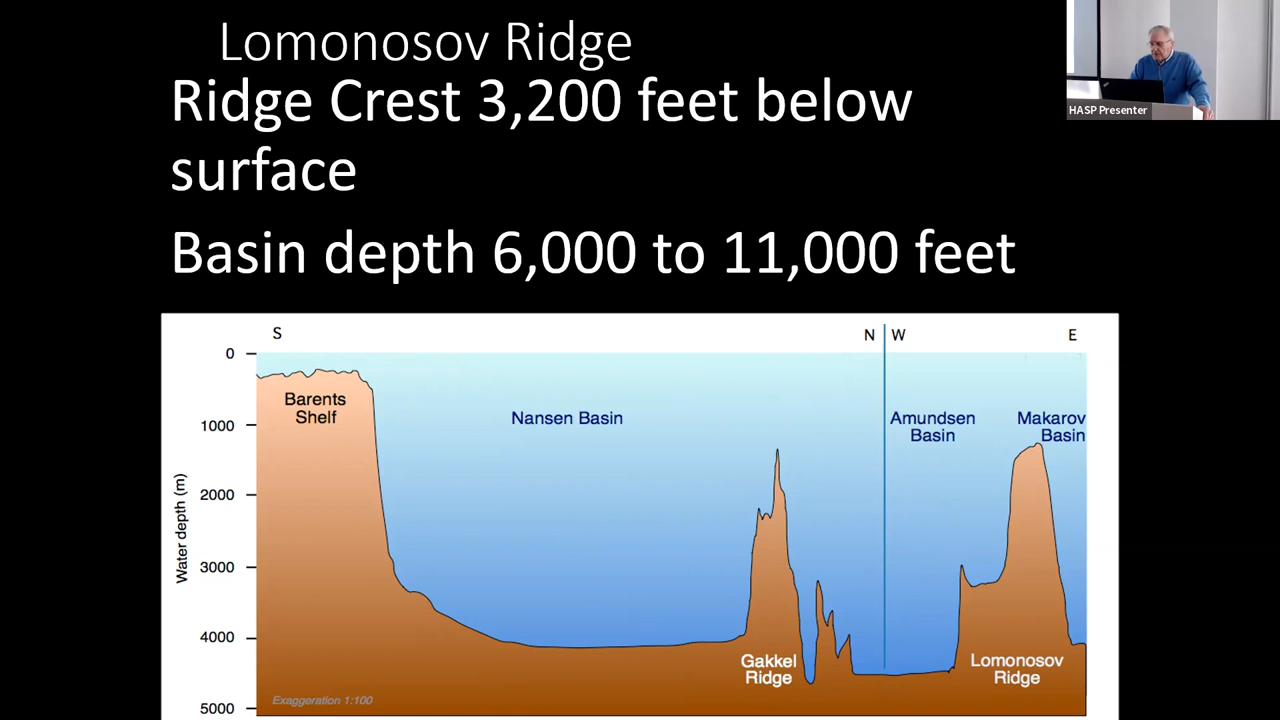 Lomonosov Ridge
Ridge Crest 3,200 feet below
surface
Basin depth 6,000 to 11,000 feet
HASP Presenter
S
N
W
E
0
1000
2000
3000
4000
5000
Water depth (m)
Barents
Shelf
Nansen Basin
Amundsen
Basin
Makarov
Basin
Gakkel
Ridge
Lomonosov
Ridge
Exaggeration 1:100